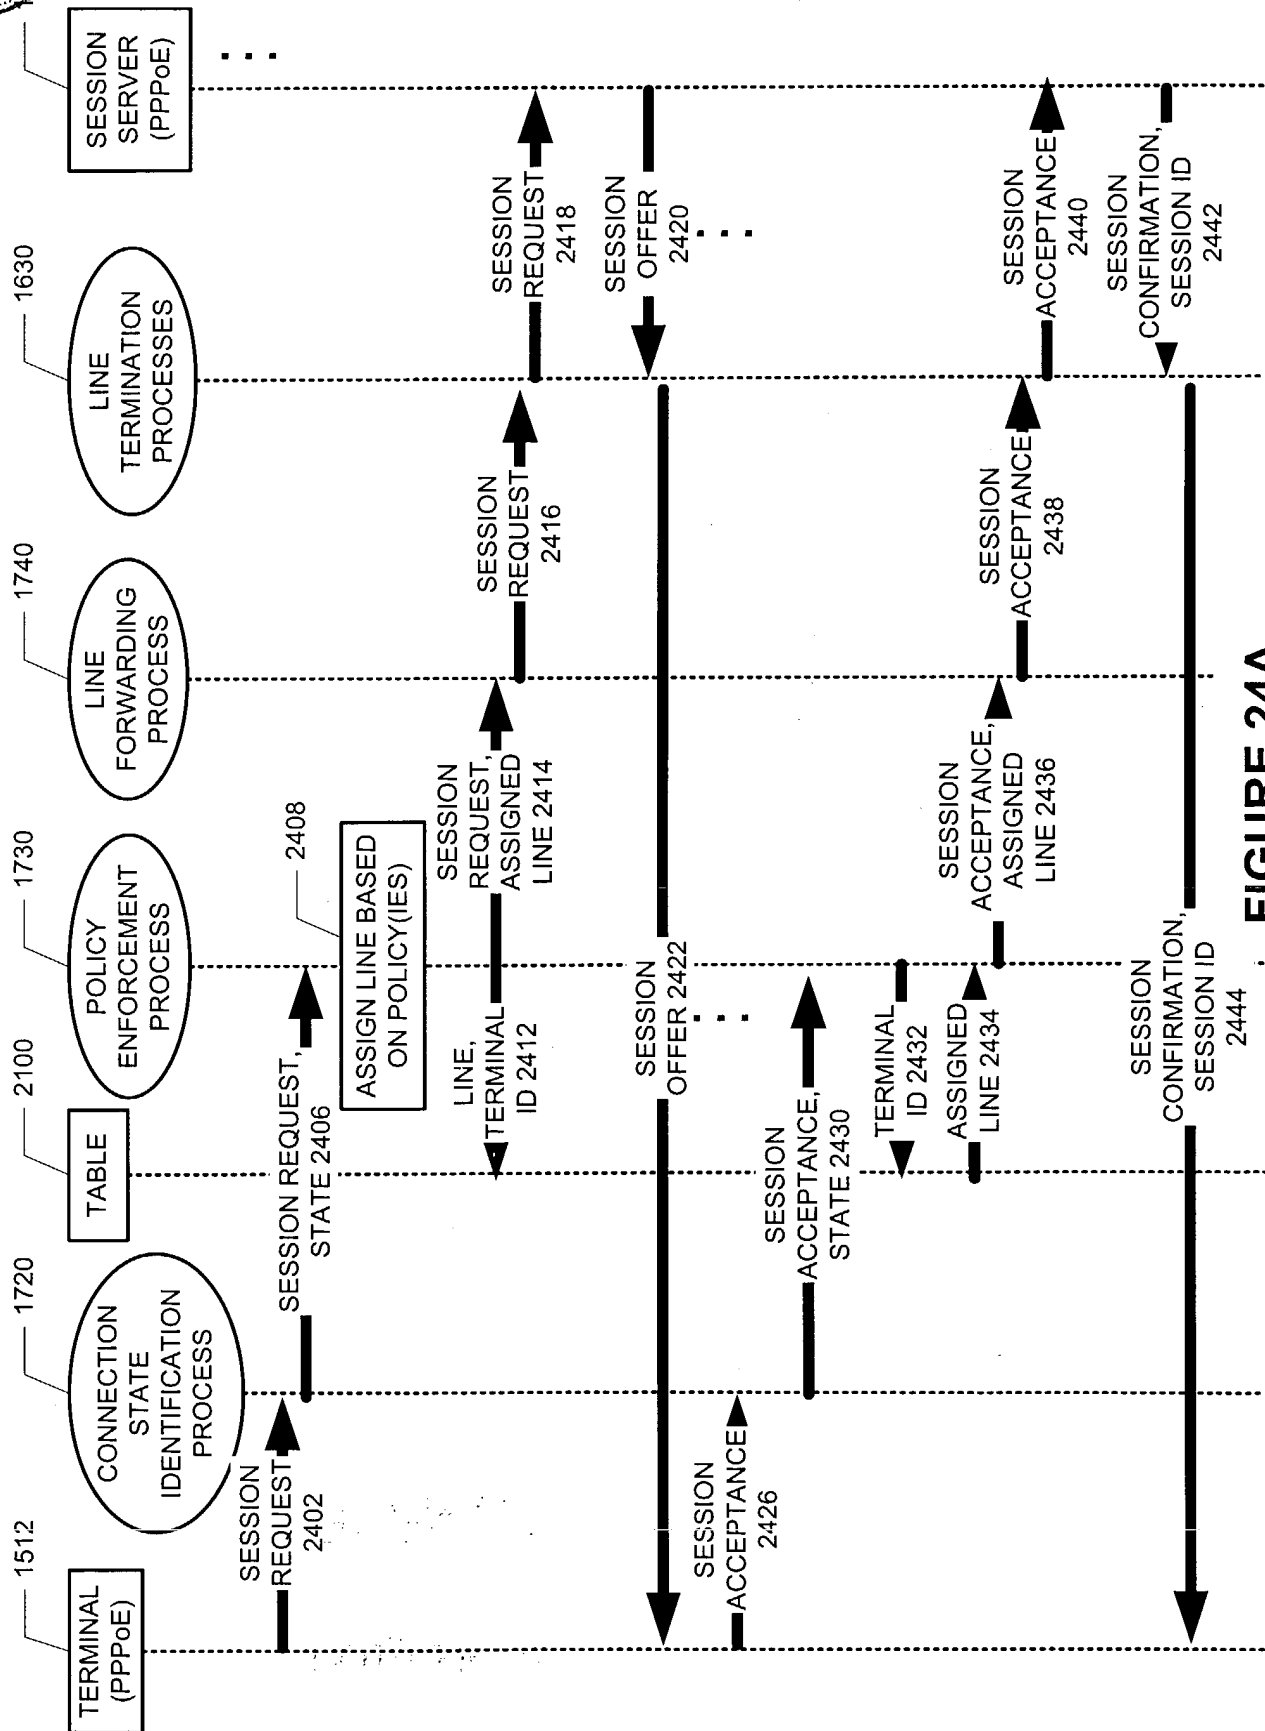 1512
TERMINAL
(PPPoE)
1720
CONNECTION
STATE
IDENTIFICATION
PROCESS
2100
TABLE
1730
POLICY
ENFORCEMENT
PROCESS
1740
LINE
FORWARDING
PROCESS
1630
LINE
TERMINATION
PROCESSES
SESSION
SERVER
(PPPoE)
. . .
SESSION
REQUEST
2402
SESSION REQUEST,
STATE 2406
2408
ASSIGN LINE BASED
ON POLICY(IES)
LINE,
TERMINAL
ID 2412
SESSION
REQUEST,
ASSIGNED
LINE 2414
SESSION
REQUEST
2416
SESSION
REQUEST
2418
SESSION
OFFER
2420
. . .
SESSION
OFFER 2422
. . .
SESSION
ACCEPTANCE
2426
SESSION
ACCEPTANCE,
STATE 2430
TERMINAL
ID 2432
ASSIGNED
LINE 2434
SESSION
ACCEPTANCE,
ASSIGNED
LINE 2436
SESSION
ACCEPTANCE
2438
SESSION
ACCEPTANCE
2440
SESSION
CONFIRMATION,
SESSION ID
2442
SESSION
CONFIRMATION,
SESSION ID
2444
FIGURE 24A